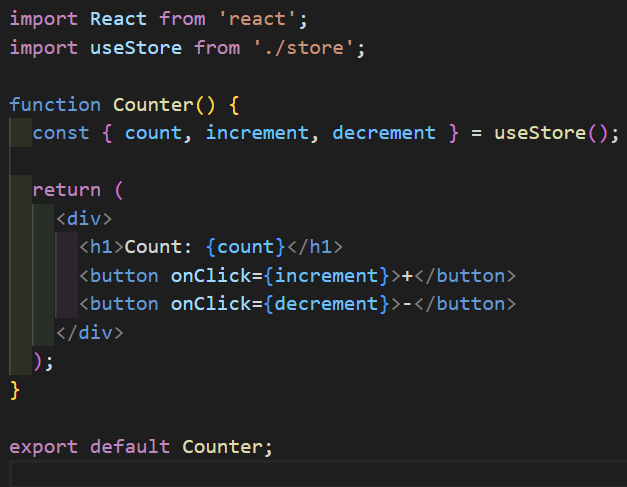 import React from 'react';
import useStore from './store';

function Counter() {
  const { count, increment, decrement } = useStore();

  return (
    <div>
      <h1>Count: {count}</h1>
      <button onClick={increment}>+</button>
      <button onClick={decrement}>-</button>
    </div>
  );
}

export default Counter;